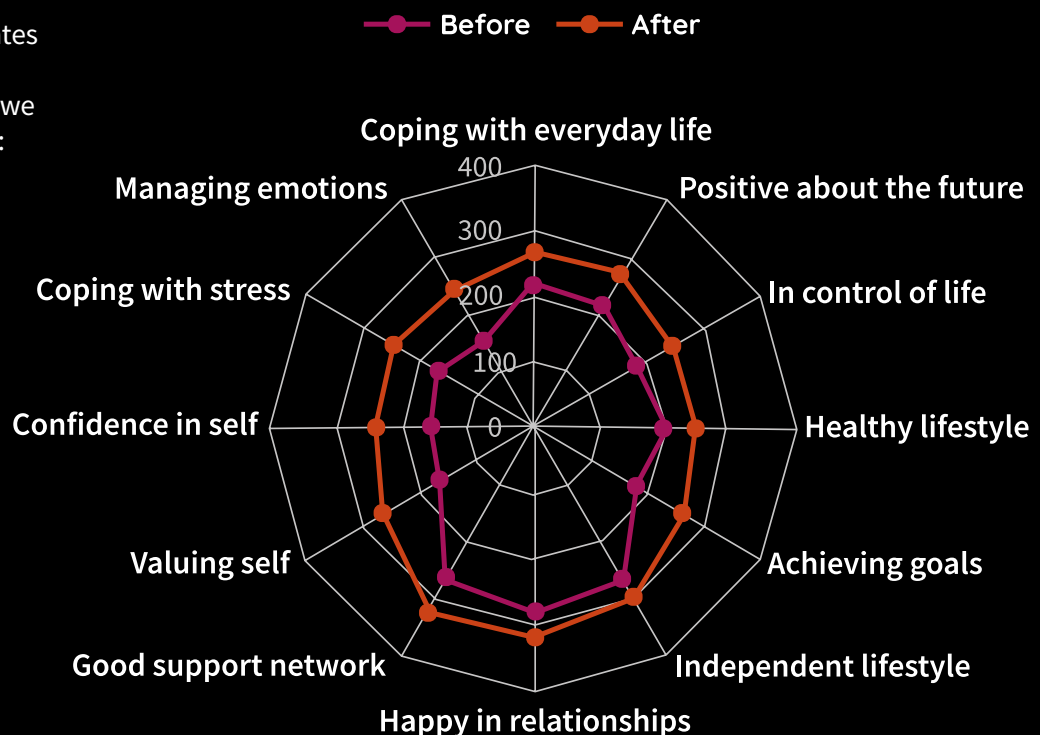 Before After
we
:
Coping with everyday life
400
Managing emotions
Positive about the future
300
Coping with stress
200
In control of life
100
Confidence in self
0
Healthy lifestyle
Valuing self
Achieving goals
Good support network
Independent lifestyle
Happy in relationships